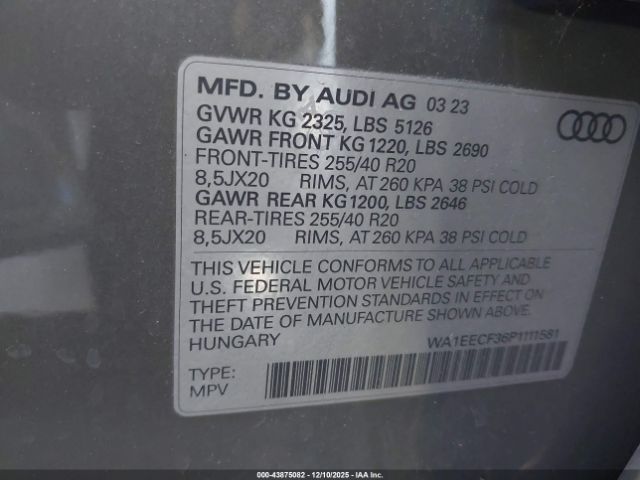 MFD. BY AUDI AG 03 23
GVWR KG 2325, LBS 5126
GAWR FRONT KG 1220, LBS 2690
FRONT-TIRES 255/40 R20
8,5JX20 RIMS, AT 260 KPA 38 PSI COLD
GAWR REAR KG 1200, LBS 2646
REAR-TIRES 255/40 R20
8,5JX20 RIMS, AT 260 KPA 38 PSI COLD
THIS VEHICLE CONFORMS TO ALL APPLICABLE
U.S. FEDERAL MOTOR VEHICLE SAFETY AND
THEFT PREVENTION STANDARDS IN EFFECT ON
THE DATE OF MANUFACTURE SHOWN ABOVE.
HUNGARY WA1EECF36P1111581
TYPE:
MPV
000-43875082 - 12/10/2025 - IAAI.COM